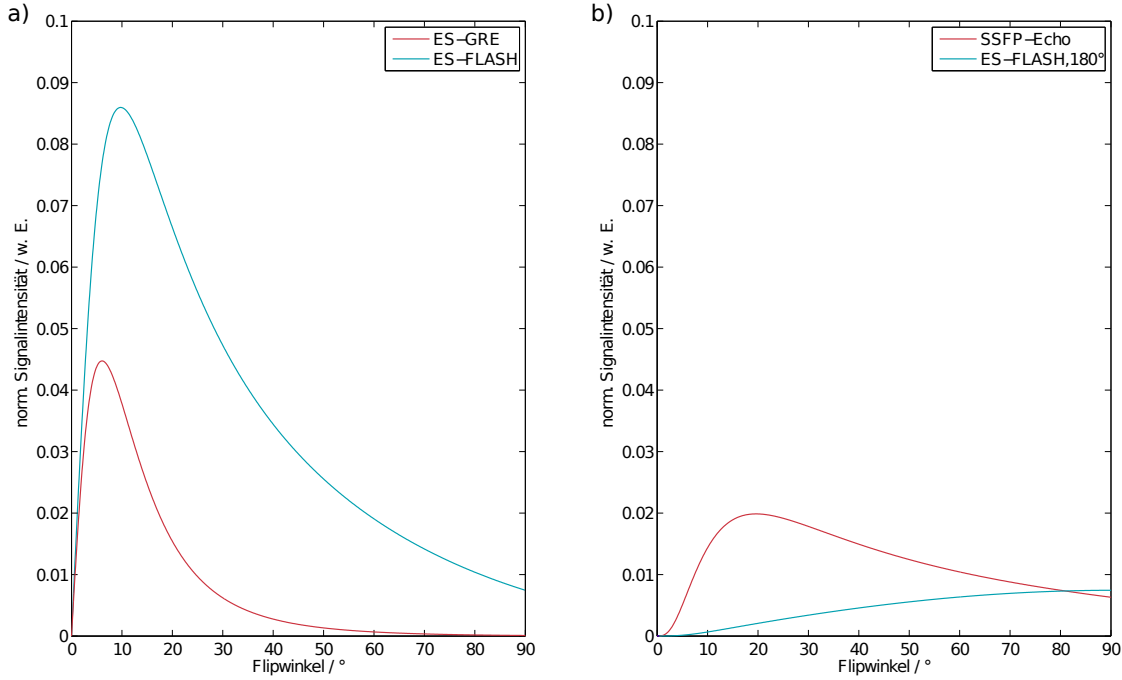 a)
ES−GRE
ES−FLASH
0.1
0.09
0.08
0.07
0.06
0.05
0.04
0.03
0.02
0.01
0
norm. Signalintensität / w. E.
0 10 20 30 40 50 60 70 80 90
Flipwinkel / °
b)
SSFP−Echo
ES−FLASH,180°
0.1
0.09
0.08
0.07
0.06
0.05
0.04
0.03
0.02
0.01
0
norm. Signalintensität / w. E.
0 10 20 30 40 50 60 70 80 90
Flipwinkel / °